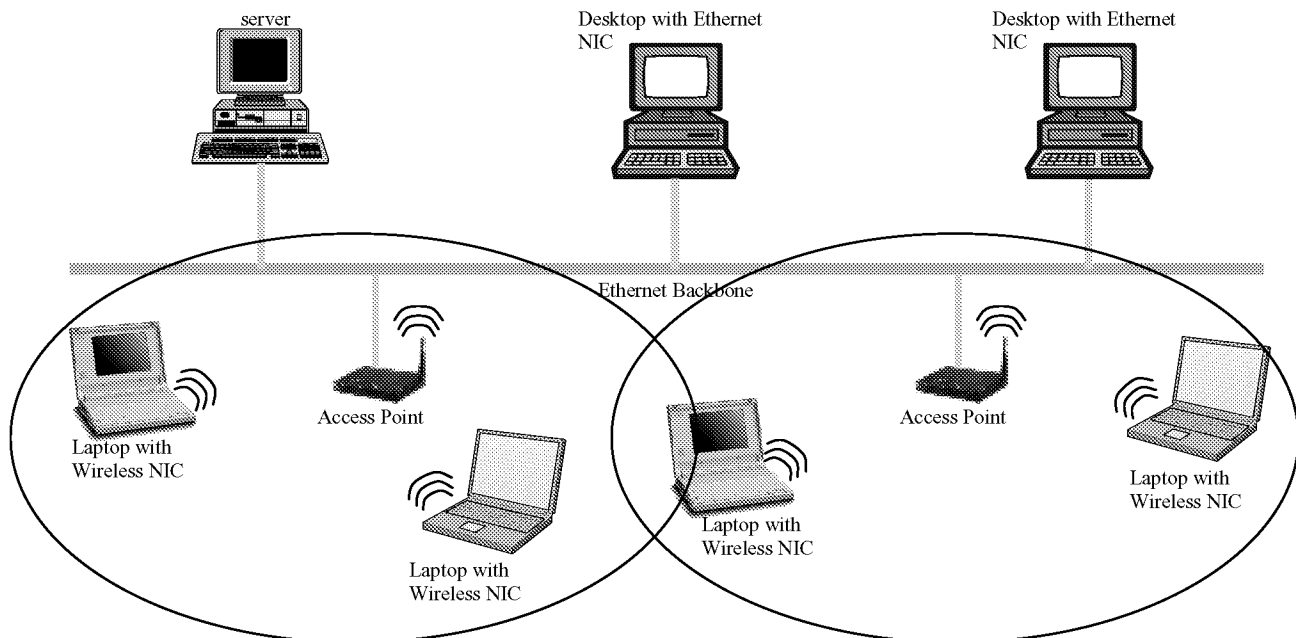 server
Desktop with Ethernet
NIC
Desktop with Ethernet
NIC
Ethernet Backbone
Access Point
Access Point
Laptop with
Wireless NIC
Laptop with
Wireless NIC
Laptop with
Wireless NIC
Laptop with
Wireless NIC